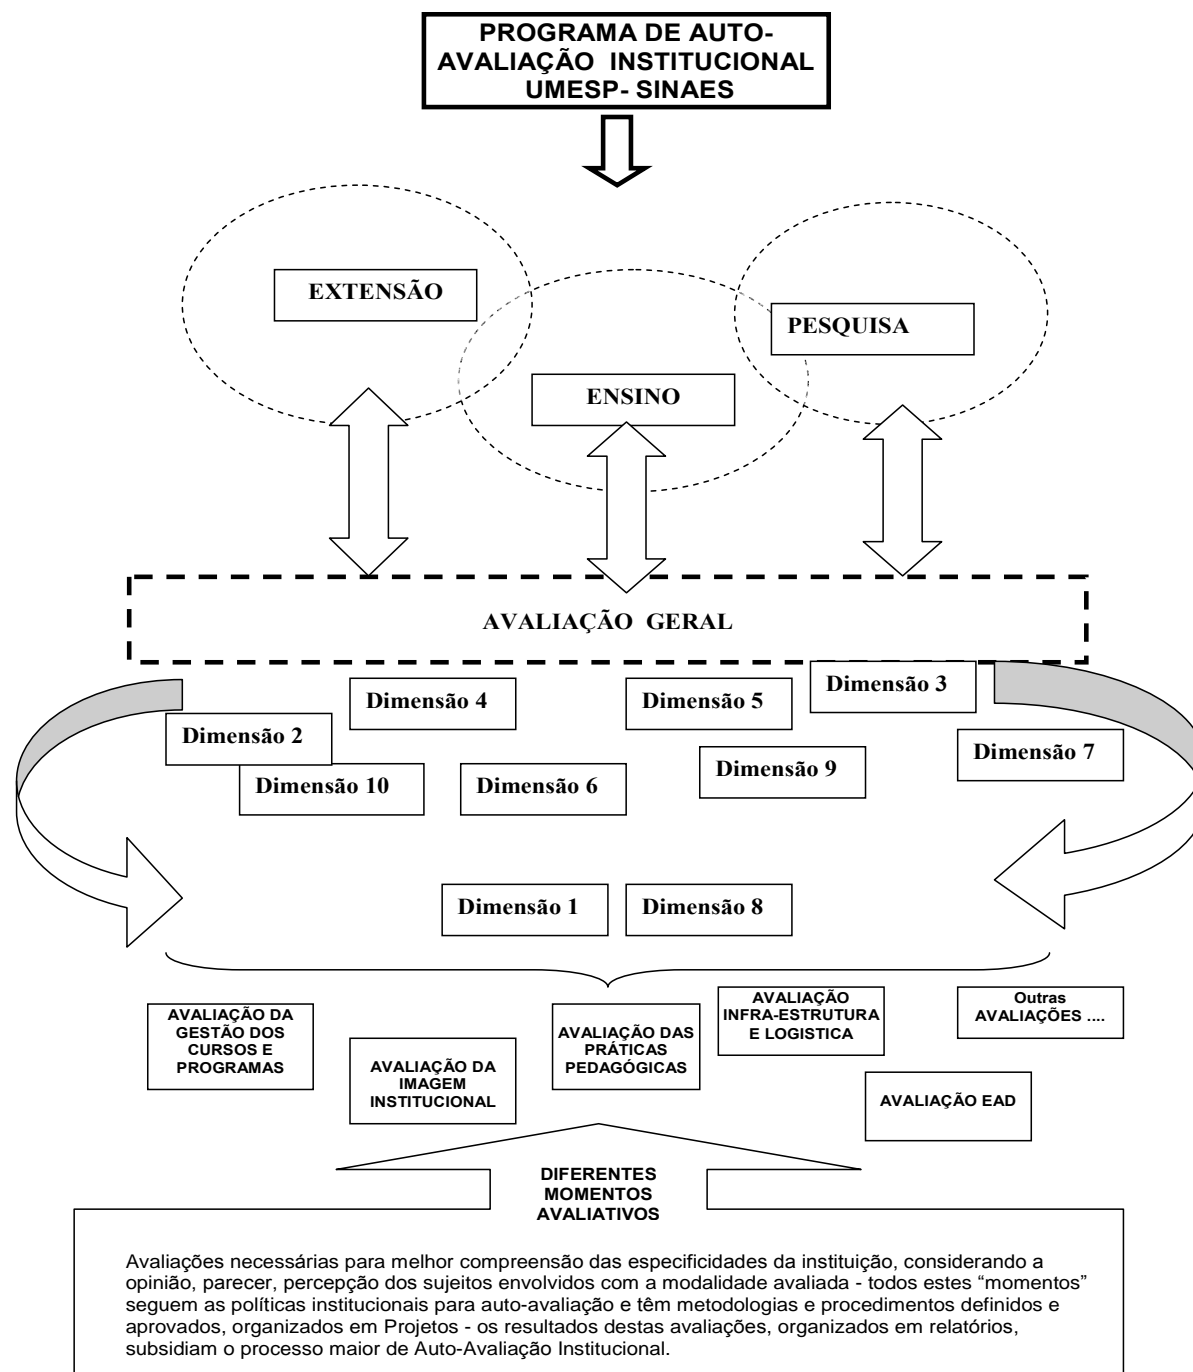 PROGRAMA DE AUTO-
AVALIAÇÃO INSTITUCIONAL
UMESP- SINAES
EXTENSÃO
PESQUISA
ENSINO
AVALIAÇÃO GERAL
Dimensão 4
Dimensão 5
Dimensão 3
Dimensão 2
Dimensão 7
Dimensão 10
Dimensão 6
Dimensão 9
Dimensão 1
Dimensão 8
AVALIAÇÃO DA
GESTÃO DOS
CURSOS E
PROGRAMAS
AVALIAÇÃO DA
IMAGEM
INSTITUCIONAL
AVALIAÇÃO DAS
PRÁTICAS
PEDAGÓGICAS
AVALIAÇÃO
INFRA-ESTRUTURA
E LOGISTICA
Outras
AVALIAÇÕES ....
AVALIAÇÃO EAD
DIFERENTES
MOMENTOS
AVALIATIVOS
Avaliações necessárias para melhor compreensão das especificidades da instituição, considerando a
opinião, parecer, percepção dos sujeitos envolvidos com a modalidade avaliada - todos estes “momentos”
seguem as políticas institucionais para auto-avaliação e têm metodologias e procedimentos definidos e
aprovados, organizados em Projetos - os resultados destas avaliações, organizados em relatórios,
subsidiam o processo maior de Auto-Avaliação Institucional.